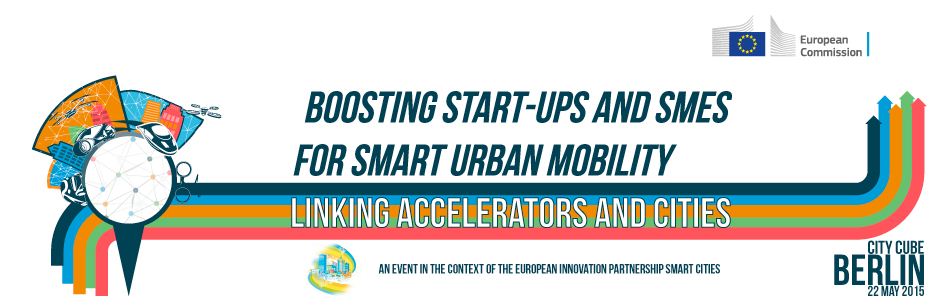 European
Commission
BOOSTING START-UPS AND SMES
FOR SMART URBAN MOBILITY
LINKING ACCELERATORS AND CITIES
AN EVENT IN THE CONTEXT OF THE EUROPEAN INNOVATION PARTNERSHIP SMART CITIES
CITY CUBE
BERLIN
22 MAY 2015